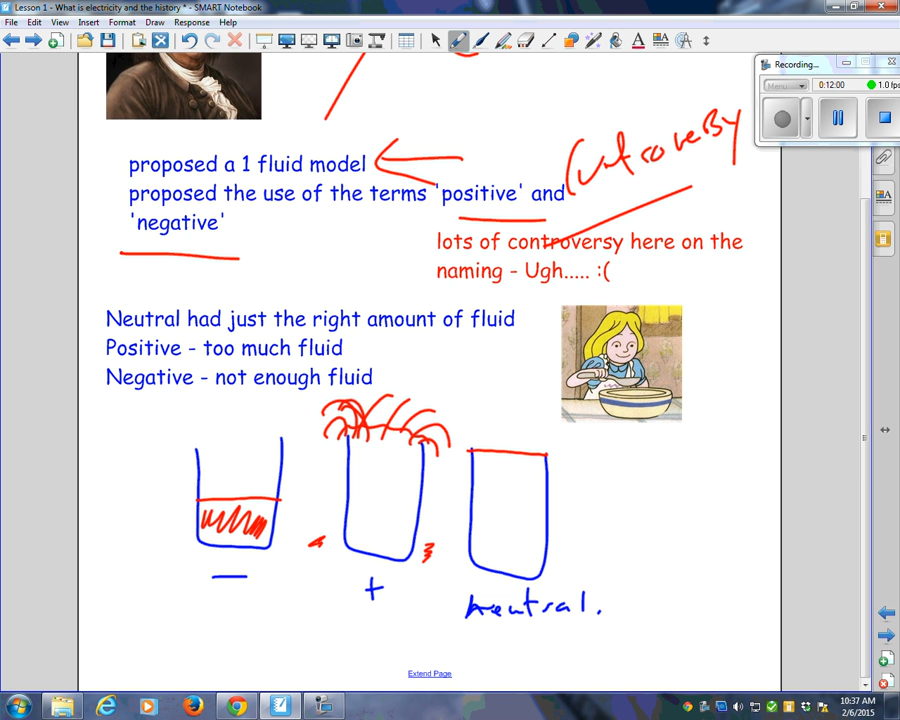 Lesson 1 - What is electricity and the history * - SMART Notebook
File Edit View Insert Format Draw Response Help
Recording...
Menu 0:12:00 1.0 fps
proposed a 1 fluid model
proposed the use of the terms 'positive' and
'negative'
lots of controversy here on the
naming - Ugh..... :(
Neutral had just the right amount of fluid
Positive - too much fluid
Negative - not enough fluid
− + neutral.
Extend Page
10:37 AM
2/6/2015